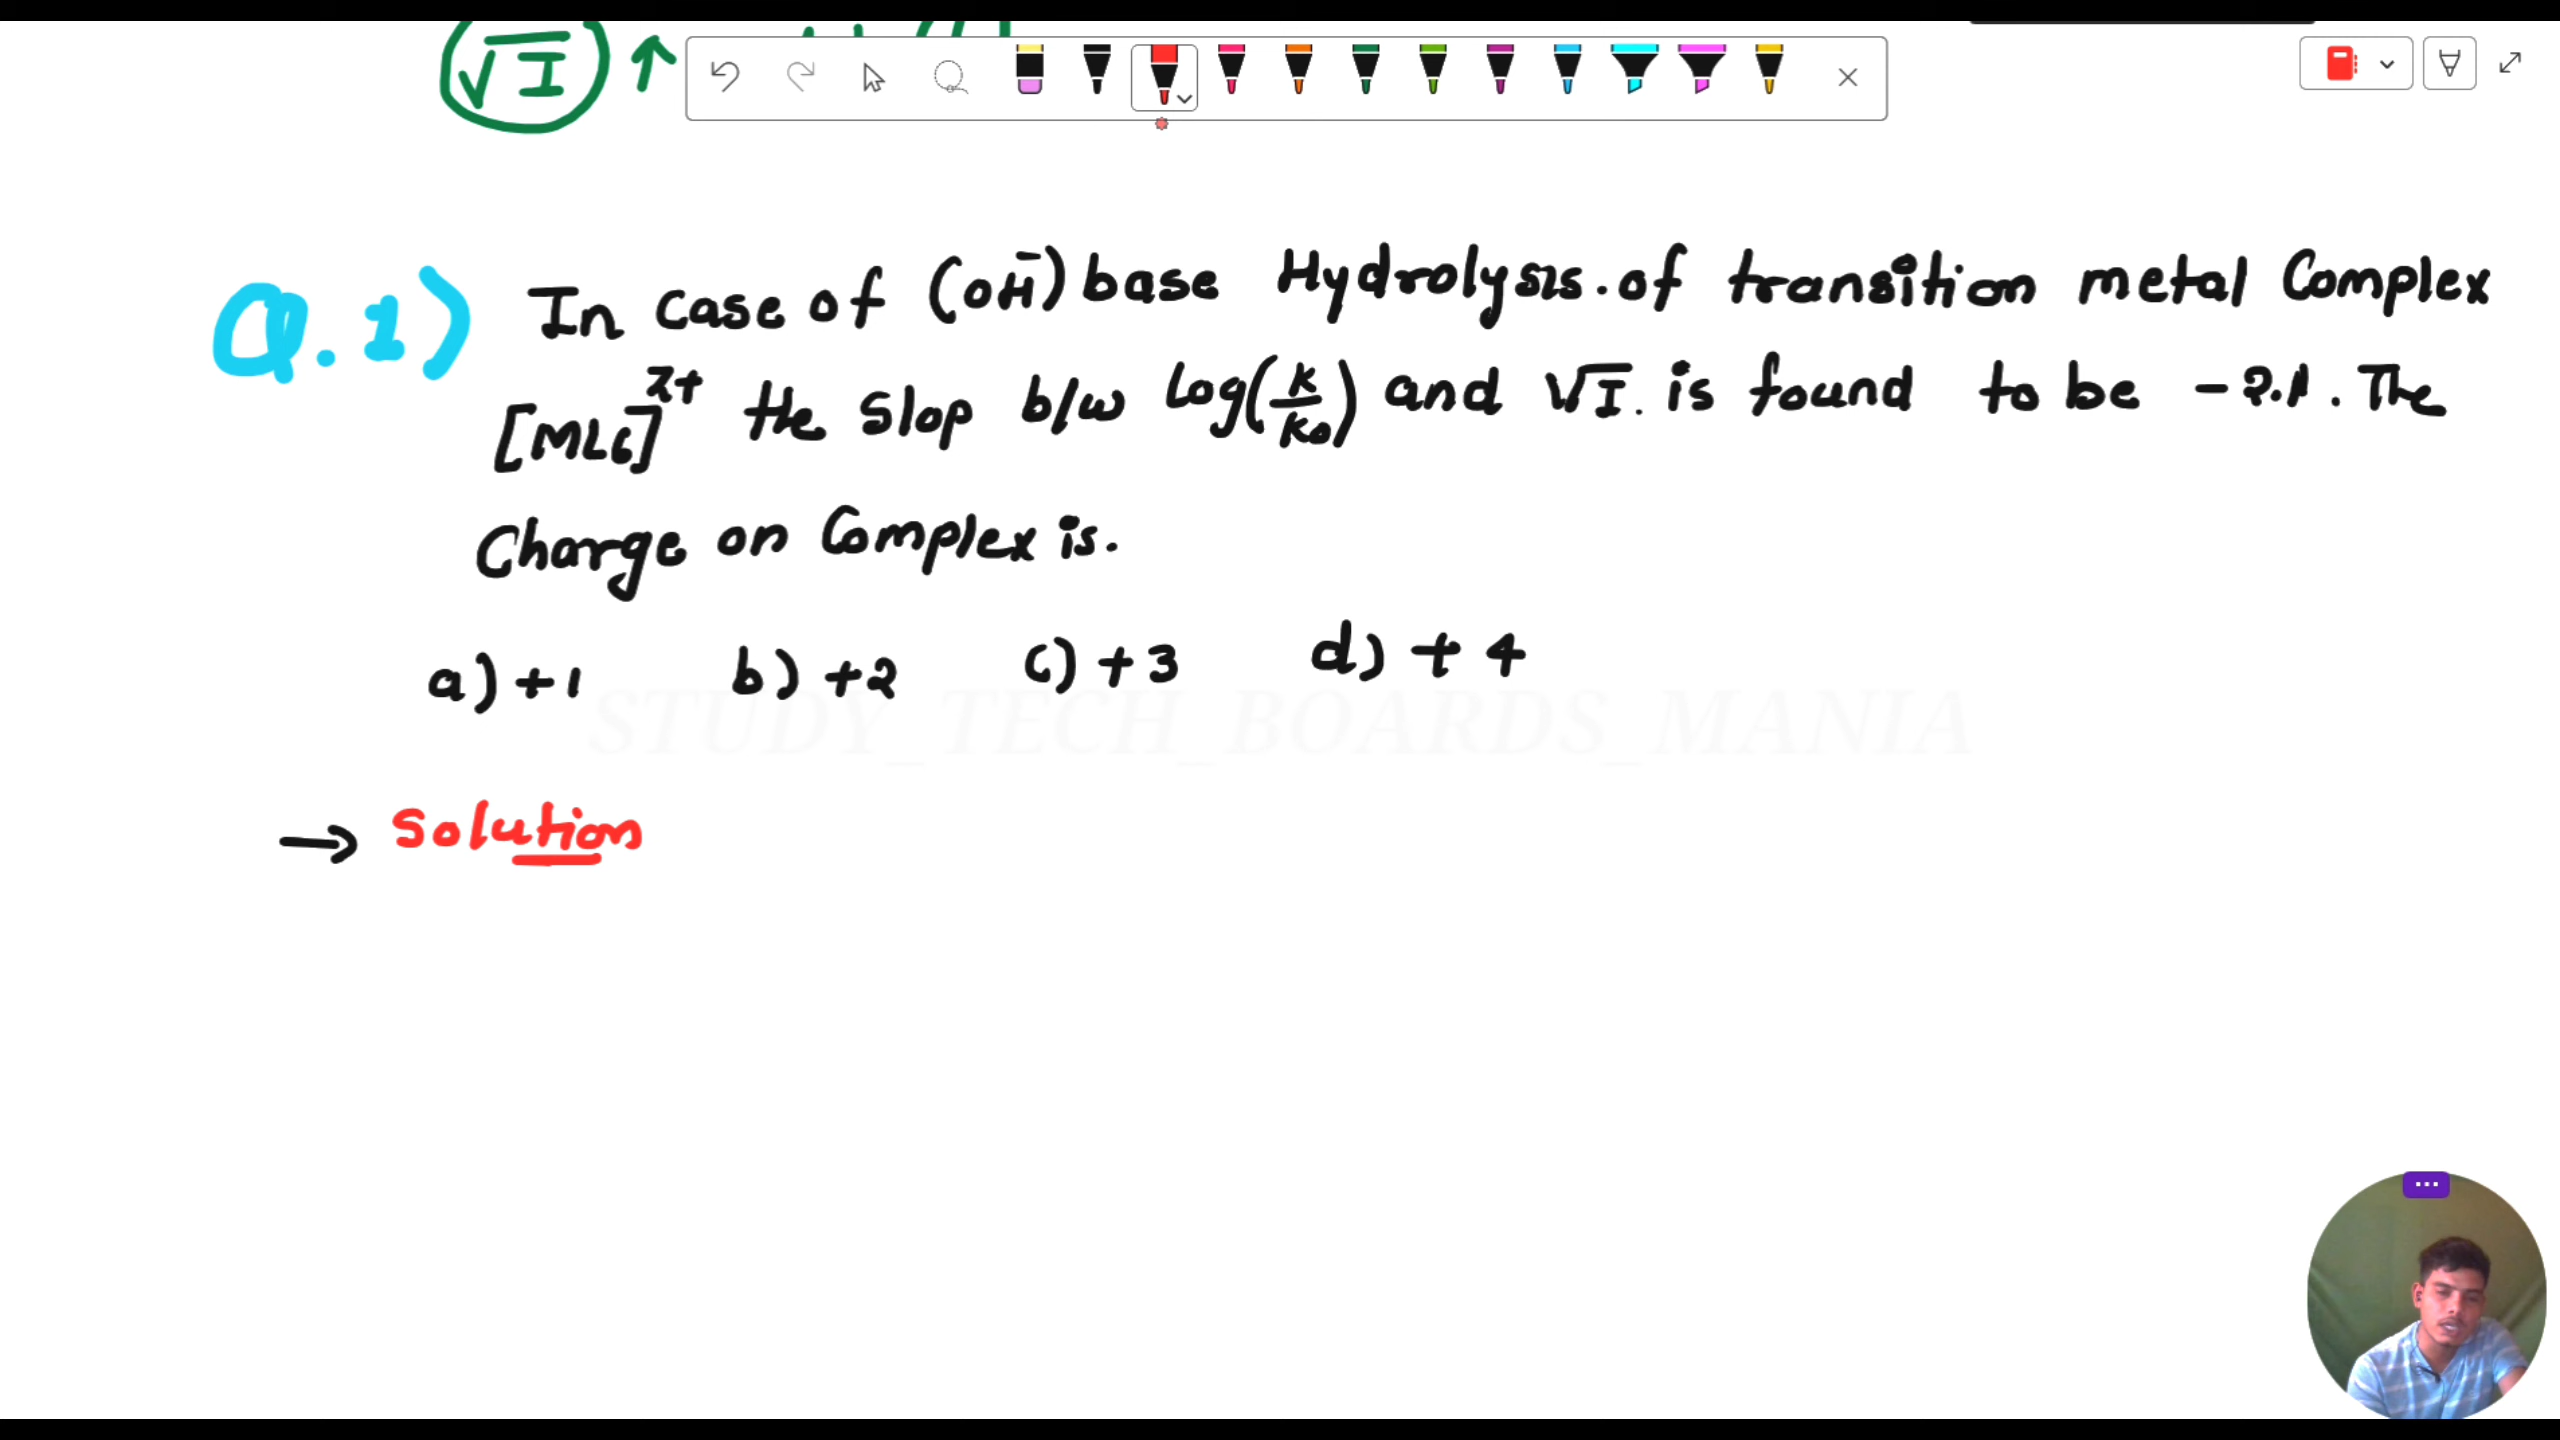 √I ↑
Q.1) In case of (OH⁻) base Hydrolysis. of transition metal Complex
[ML6]^Z+ the slop b/w log(K/K0) and √I. is found to be -2.1. The
Charge on Complex is.
a) +1 b) +2 c) +3 d) + 4
STUDY_TECH_BOARDS_MANIA
→ Solution